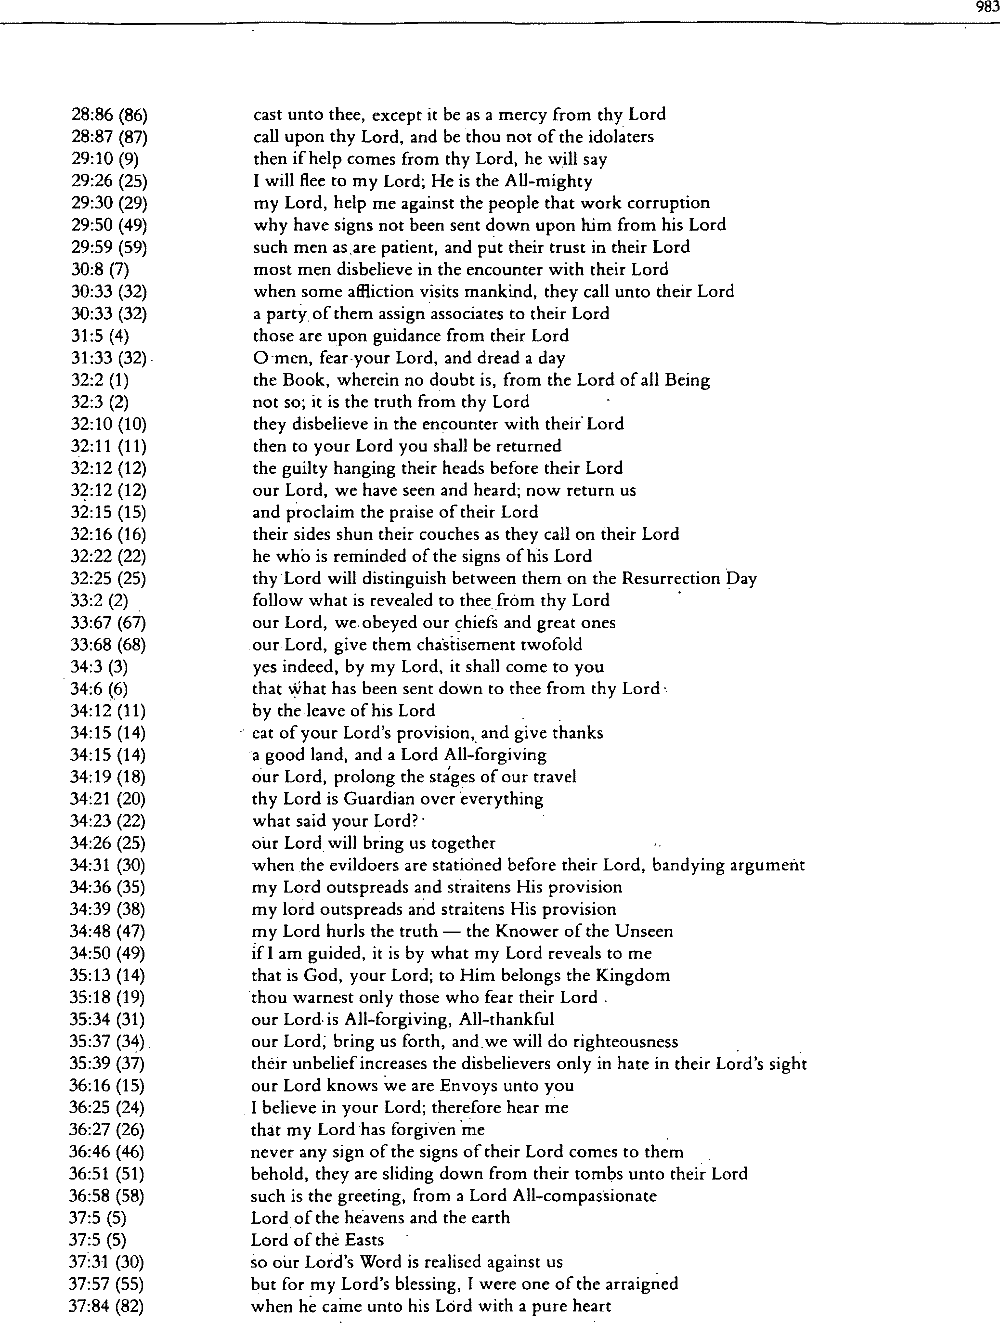 983
28:86 (86) cast unto thee, except it be as a mercy from thy Lord
28:87 (87) call upon thy Lord, and be thou not of the idolaters
29:10 (9) then if help comes from thy Lord, he will say
29:26 (25) I will flee to my Lord; He is the All-mighty
29:30 (29) my Lord, help me against the people that work corruption
29:50 (49) why have signs not been sent down upon him from his Lord
29:59 (59) such men as are patient, and put their trust in their Lord
30:8 (7) most men disbelieve in the encounter with their Lord
30:33 (32) when some affliction visits mankind, they call unto their Lord
30:33 (32) a party of them assign associates to their Lord
31:5 (4) those are upon guidance from their Lord
31:33 (32) O men, fear your Lord, and dread a day
32:2 (1) the Book, wherein no doubt is, from the Lord of all Being
32:3 (2) not so; it is the truth from thy Lord
32:10 (10) they disbelieve in the encounter with their Lord
32:11 (11) then to your Lord you shall be returned
32:12 (12) the guilty hanging their heads before their Lord
32:12 (12) our Lord, we have seen and heard; now return us
32:15 (15) and proclaim the praise of their Lord
32:16 (16) their sides shun their couches as they call on their Lord
32:22 (22) he who is reminded of the signs of his Lord
32:25 (25) thy Lord will distinguish between them on the Resurrection Day
33:2 (2) follow what is revealed to thee from thy Lord
33:67 (67) our Lord, we obeyed our chiefs and great ones
33:68 (68) our Lord, give them chastisement twofold
34:3 (3) yes indeed, by my Lord, it shall come to you
34:6 (6) that what has been sent down to thee from thy Lord
34:12 (11) by the leave of his Lord
34:15 (14) eat of your Lord's provision, and give thanks
34:15 (14) a good land, and a Lord All-forgiving
34:19 (18) our Lord, prolong the stages of our travel
34:21 (20) thy Lord is Guardian over everything
34:23 (22) what said your Lord?
34:26 (25) our Lord will bring us together
34:31 (30) when the evildoers are stationed before their Lord, bandying argument
34:36 (35) my Lord outspreads and straitens His provision
34:39 (38) my lord outspreads and straitens His provision
34:48 (47) my Lord hurls the truth — the Knower of the Unseen
34:50 (49) if I am guided, it is by what my Lord reveals to me
35:13 (14) that is God, your Lord; to Him belongs the Kingdom
35:18 (19) thou warnest only those who fear their Lord
35:34 (31) our Lord is All-forgiving, All-thankful
35:37 (34) our Lord, bring us forth, and we will do righteousness
35:39 (37) their unbelief increases the disbelievers only in hate in their Lord's sight
36:16 (15) our Lord knows we are Envoys unto you
36:25 (24) I believe in your Lord; therefore hear me
36:27 (26) that my Lord has forgiven me
36:46 (46) never any sign of the signs of their Lord comes to them
36:51 (51) behold, they are sliding down from their tombs unto their Lord
36:58 (58) such is the greeting, from a Lord All-compassionate
37:5 (5) Lord of the heavens and the earth
37:5 (5) Lord of the Easts
37:31 (30) so our Lord's Word is realised against us
37:57 (55) but for my Lord's blessing, I were one of the arraigned
37:84 (82) when he came unto his Lord with a pure heart